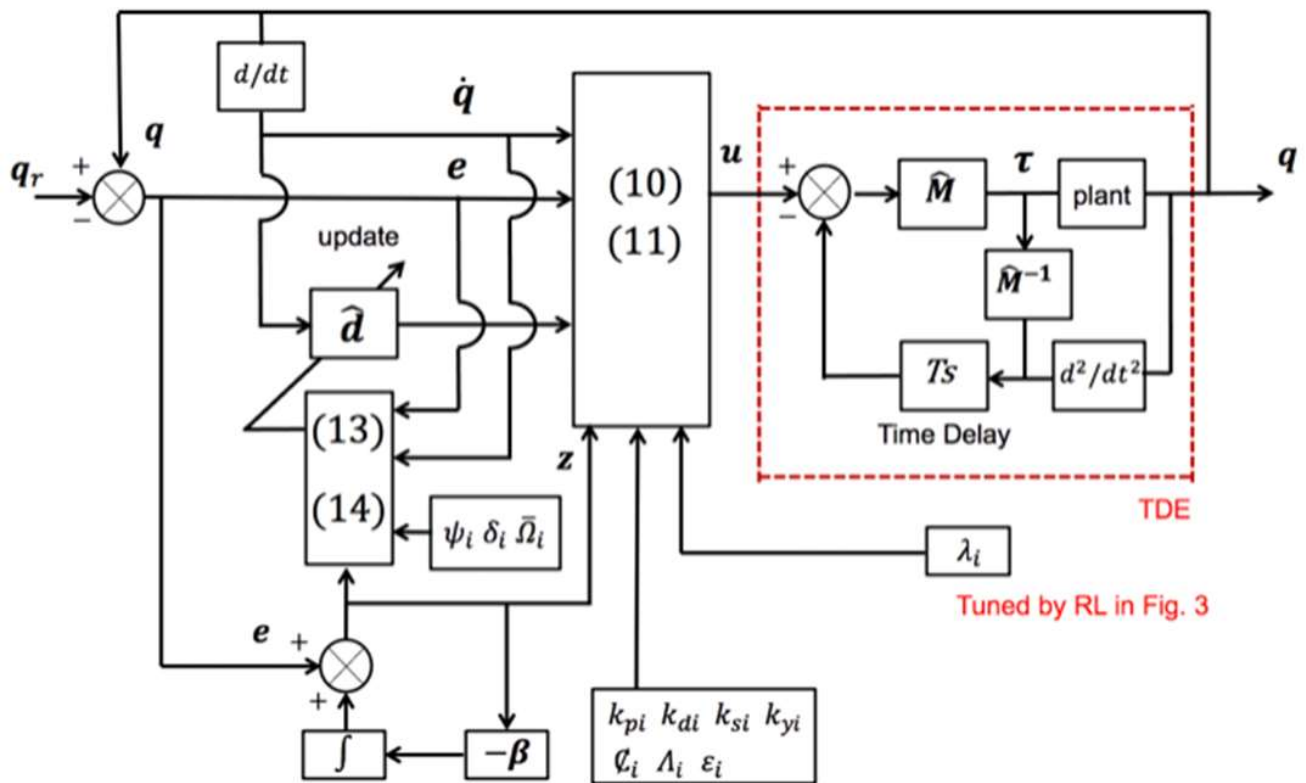 d/dt
q̇
q
q_r
+
−
e
(10)
(11)
u
+
−
M̂
τ
plant
q
update
d̂
M̂⁻¹
Ts
d²/dt²
Time Delay
(13)
(14)
z
ψ_i δ_i Ω̄_i
TDE
λ_i
Tuned by RL in Fig. 3
e
+
+
∫
−β
k_pi k_di k_si k_yi
Λ_i ε_i